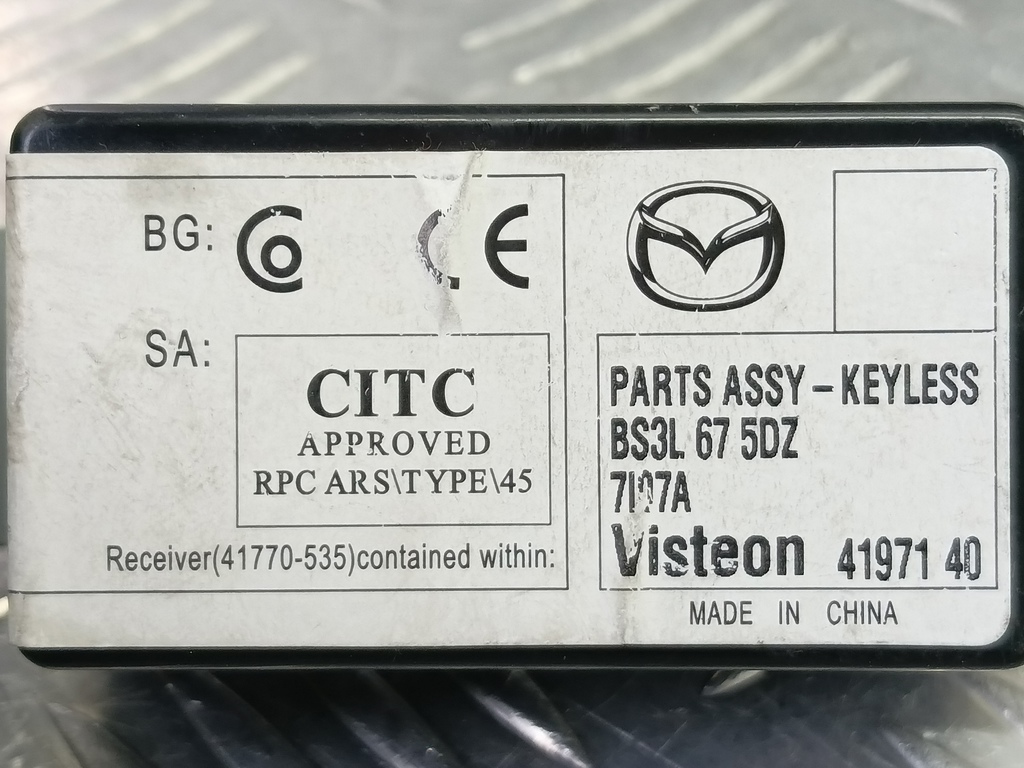 BG:
CE
SA:
CITC
APPROVED
RPC ARS\TYPE\45
Receiver(41770-535)contained within:
PARTS ASSY – KEYLESS
BS3L 67 5DZ
Visteon 41971 40
MADE IN CHINA